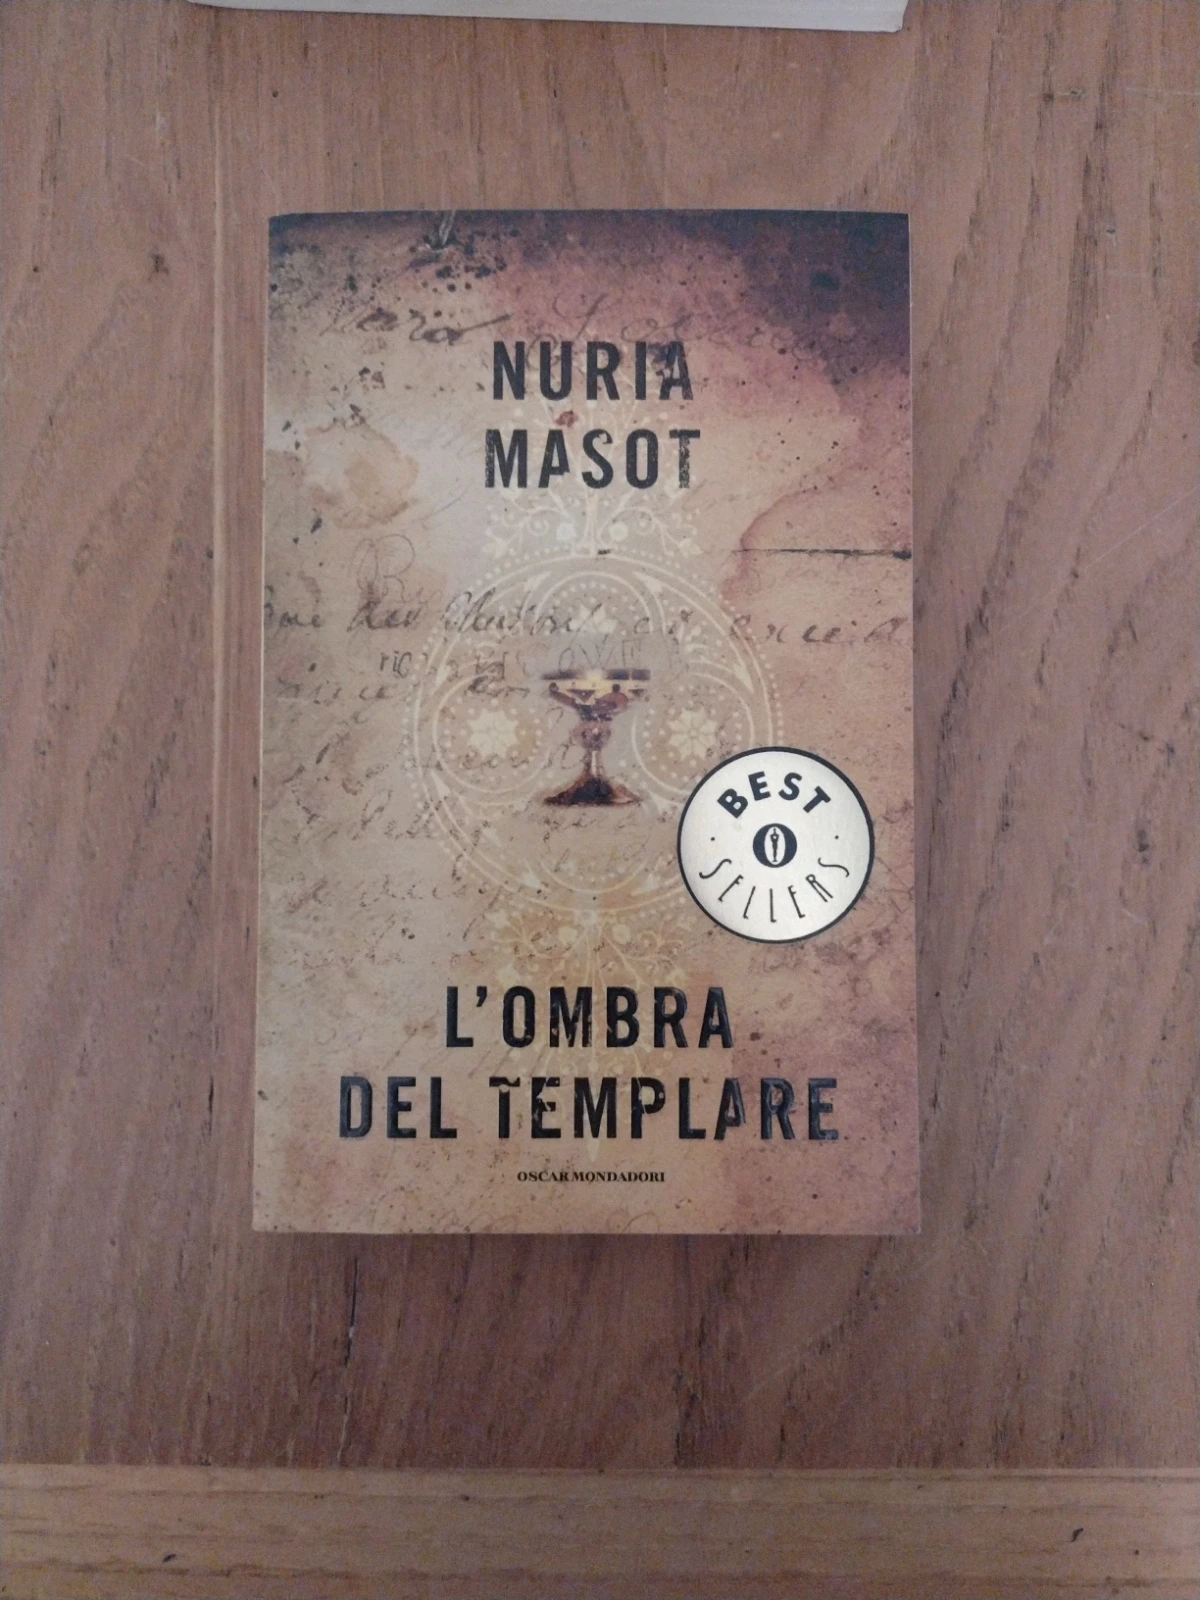 NURIA
MASOT
BEST
SELLERS
L'OMBRA
DEL TEMPLARE
OSCAR MONDADORI